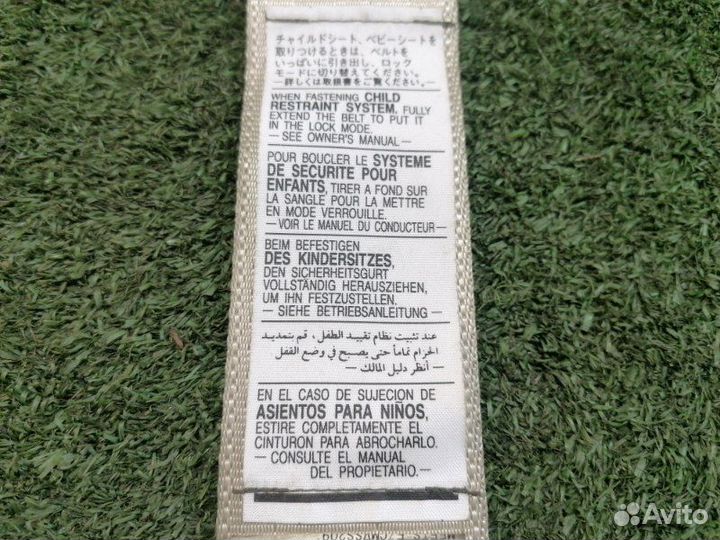 チャイルドシート、ベビーシートを
取りつけるときは、ベルトを
いっぱいに引き出し、ロック
モードに切り替えてください。
―詳しくは取扱書をご覧ください。―
WHEN FASTENING CHILD
RESTRAINT SYSTEM, FULLY
EXTEND THE BELT TO PUT IT
IN THE LOCK MODE.
— SEE OWNER'S MANUAL —
POUR BOUCLER LE SYSTEME
DE SECURITE POUR
ENFANTS, TIRER A FOND SUR
LA SANGLE POUR LA METTRE
EN MODE VERROUILLE.
— VOIR LE MANUEL DU CONDUCTEUR—
BEIM BEFESTIGEN
DES KINDERSITZES,
DEN SICHERHEITSGURT
VOLLSTÄNDIG HERAUSZIEHEN,
UM IHN FESTZUSTELLEN.
— SIEHE BETRIEBSANLEITUNG —
عند تثبيت نظام تقييد الطفل، قم بتمديد
الحزام تماماً حتى يصبح في وضع القفل
— أنظر دليل المالك —
EN EL CASO DE SUJECION DE
ASIENTOS PARA NIÑOS,
ESTIRE COMPLETAMENTE EL
CINTURON PARA ABROCHARLO.
— CONSULTE EL MANUAL
DEL PROPIETARIO.—
Avito